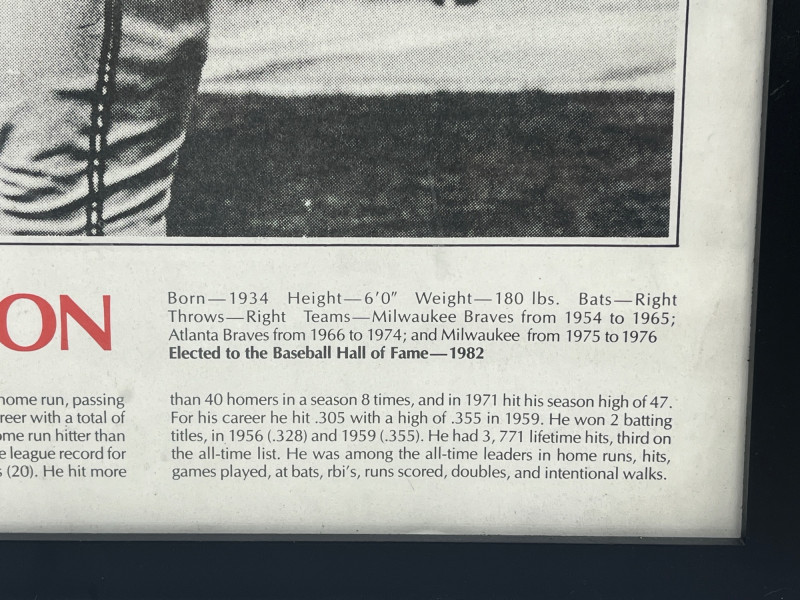 ON
Born—1934 Height—6'0" Weight—180 lbs. Bats—Right
Throws—Right Teams—Milwaukee Braves from 1954 to 1965;
Atlanta Braves from 1966 to 1974; and Milwaukee from 1975 to 1976
Elected to the Baseball Hall of Fame—1982
home run, passing
reer with a total of
ome run hitter than
e league record for
s (20). He hit more
than 40 homers in a season 8 times, and in 1971 hit his season high of 47.
For his career he hit .305 with a high of .355 in 1959. He won 2 batting
titles, in 1956 (.328) and 1959 (.355). He had 3, 771 lifetime hits, third on
the all-time list. He was among the all-time leaders in home runs, hits,
games played, at bats, rbi's, runs scored, doubles, and intentional walks.